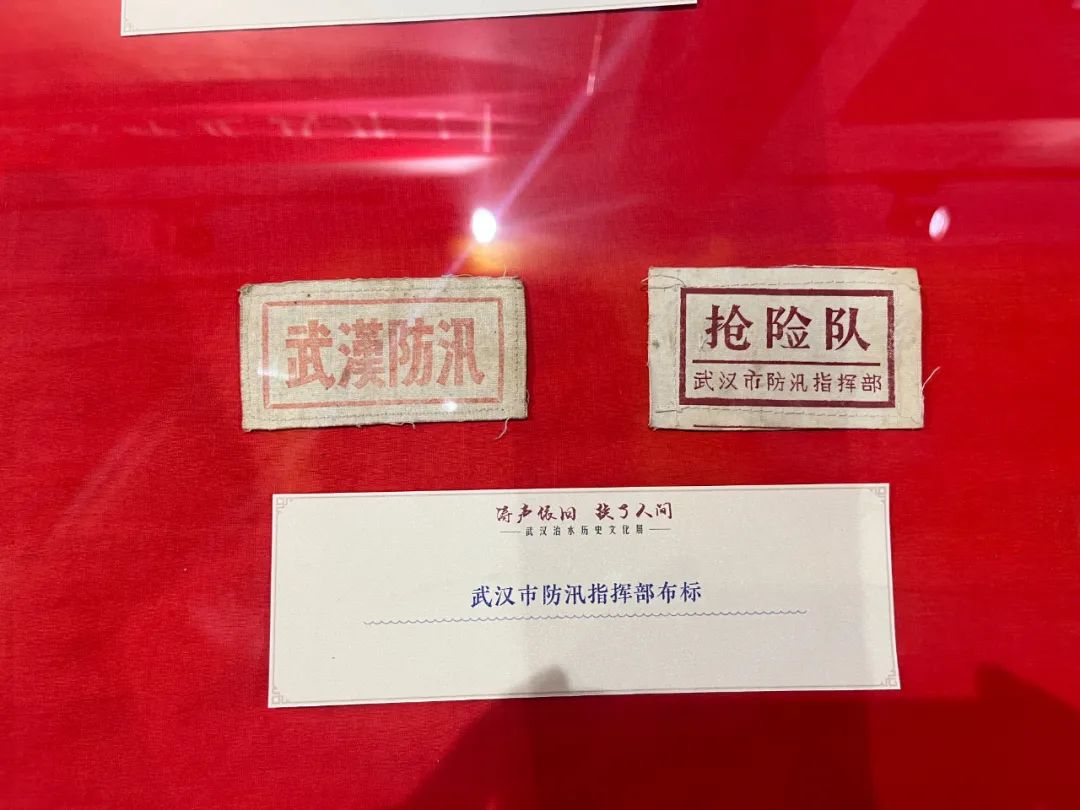 武漢防汛
抢险队
武汉市防汛指挥部
涛声依旧 换了人间
武汉治水历史文化展
武汉市防汛指挥部布标